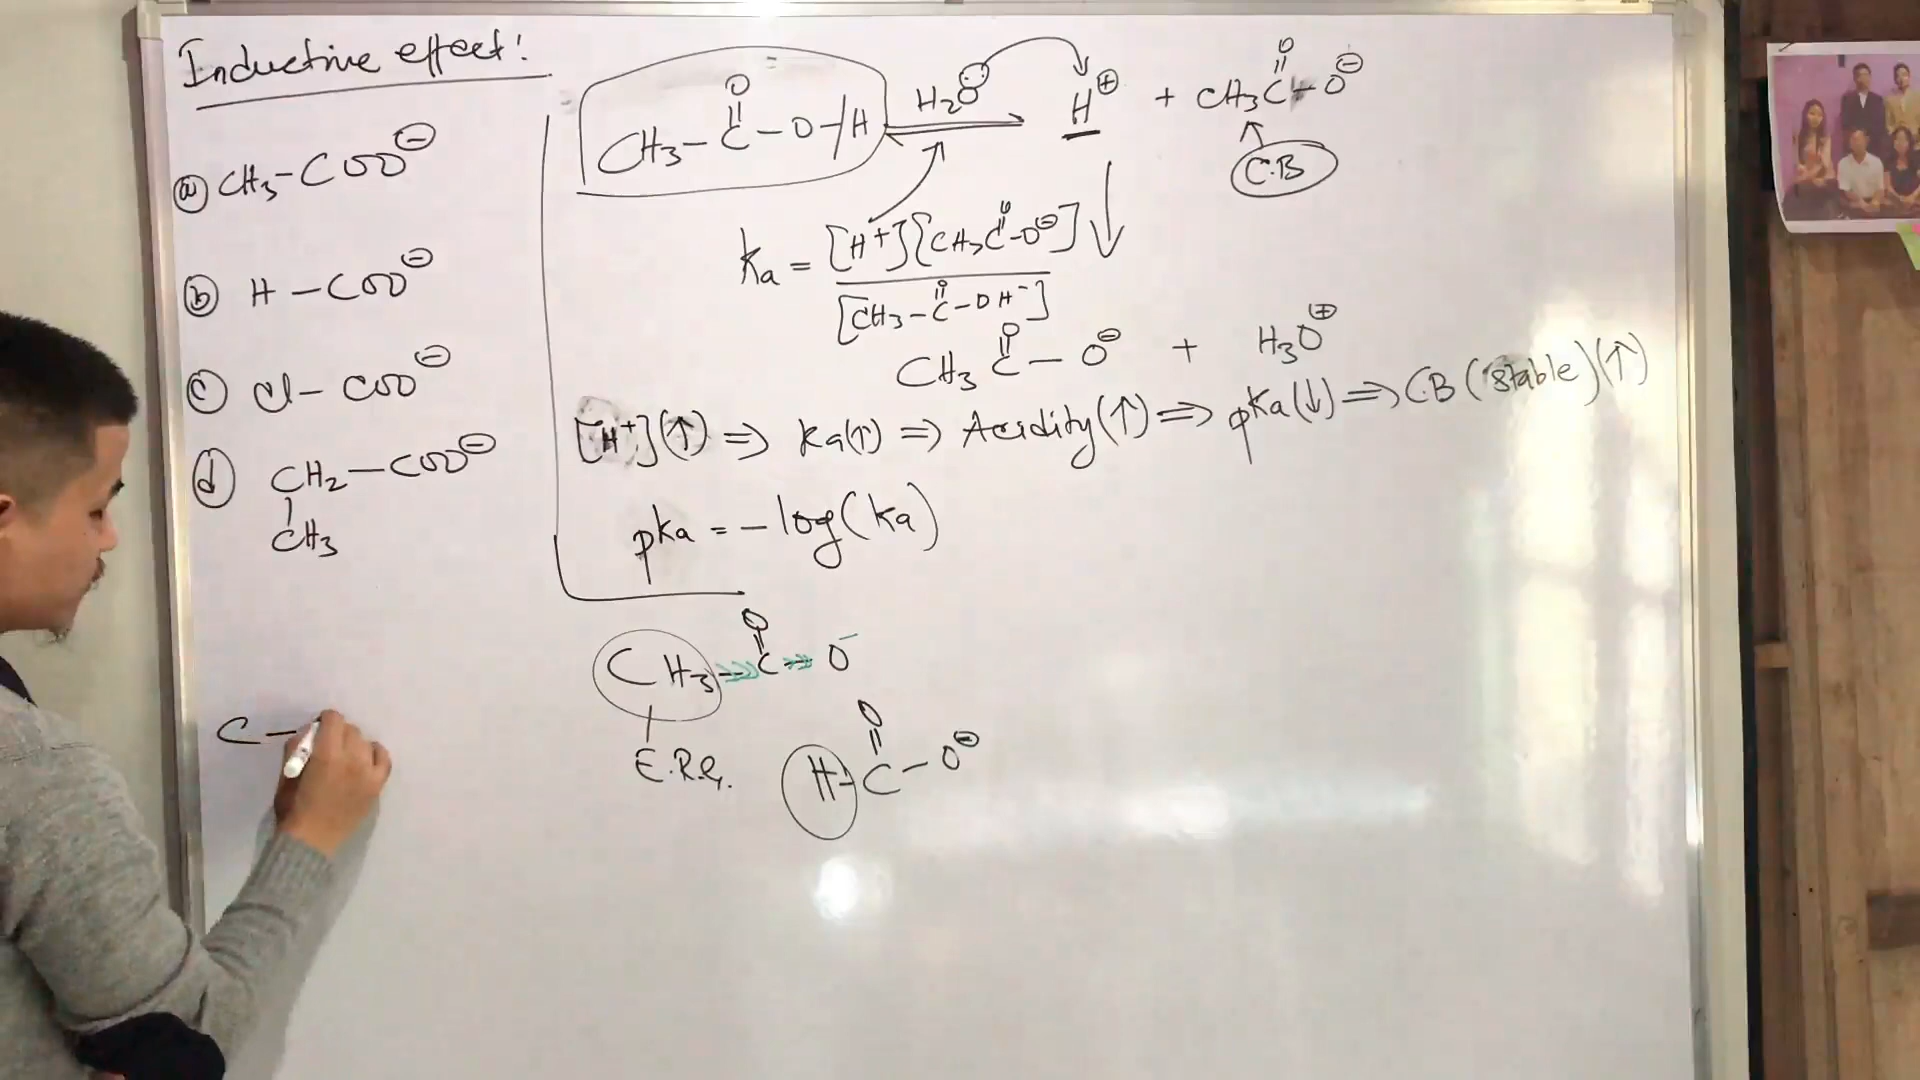 Inductive effect!
ⓐ CH₃-COO⊖
ⓑ H-COO⊖
ⓒ Cl-COO⊖
ⓓ CH₂-COO⊖
|
CH₃
C-
O
||
CH₃-C-O-/H
H₂Ö
H⊕ + CH₃C-O⊖
O
||
C.B
Ka = [H⁺][CH₃C-O⊖]
O
||
[CH₃-C-OH⁻]
O
||
CH₃C-O⊖ + H₃O⊕
O
||
[H⁺](↑) ⇒ Ka(↑) ⇒ Acidity(↑) ⇒ pKa(↓) ⇒ C.B (stable)(↑)
pKa = -log(Ka)
O
||
CH₃-C-O⁻
|
E.R.G.
O
||
H-C-O⊖